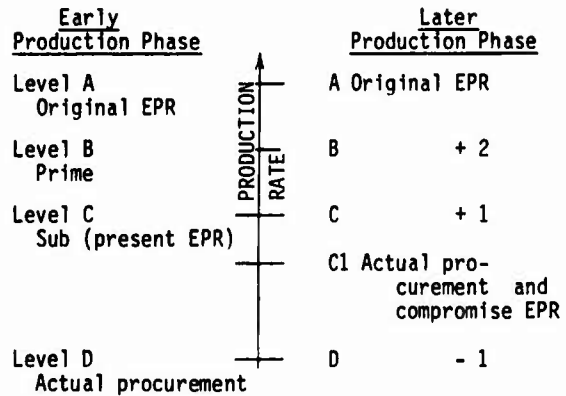 Early
Production Phase
Later
Production Phase
Level A
Original EPR
A Original EPR
Level B
Prime
B + 2
Level C
Sub (present EPR)
C + 1
C1 Actual pro-
curement and
compromise EPR
Level D
Actual procurement
D - 1
PRODUCTION
RATE